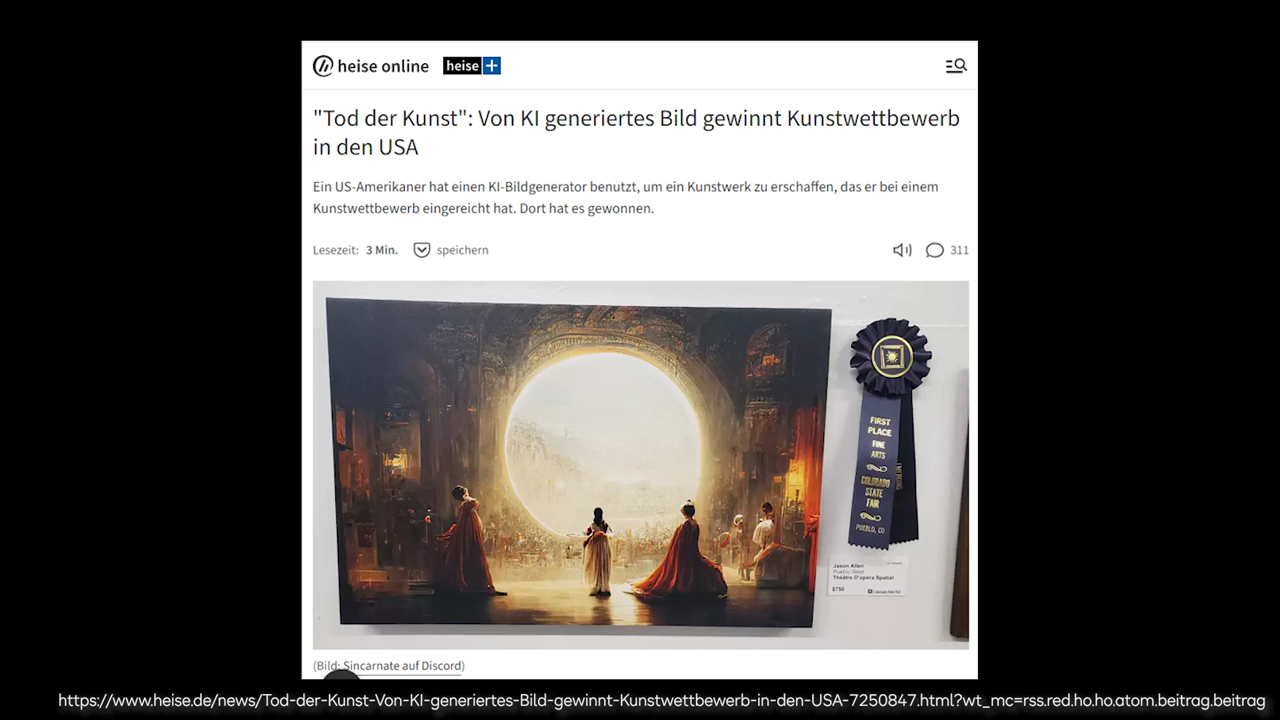 heise online heise+
"Tod der Kunst": Von KI generiertes Bild gewinnt Kunstwettbewerb
in den USA
Ein US-Amerikaner hat einen KI-Bildgenerator benutzt, um ein Kunstwerk zu erschaffen, das er bei einem
Kunstwettbewerb eingereicht hat. Dort hat es gewonnen.
Lesezeit: 3 Min. speichern 311
FIRST
PLACE
FINE
ARTS
COLORADO
STATE
FAIR
PUEBLO, CO
EMERGING
Jason Allen
Pueblo West
Théâtre D'opéra Spatial
$750
(Bild: Sincarnate auf Discord)
https://www.heise.de/news/Tod-der-Kunst-Von-KI-generiertes-Bild-gewinnt-Kunstwettbewerb-in-den-USA-7250847.html?wt_mc=rss.red.ho.ho.atom.beitrag.beitrag